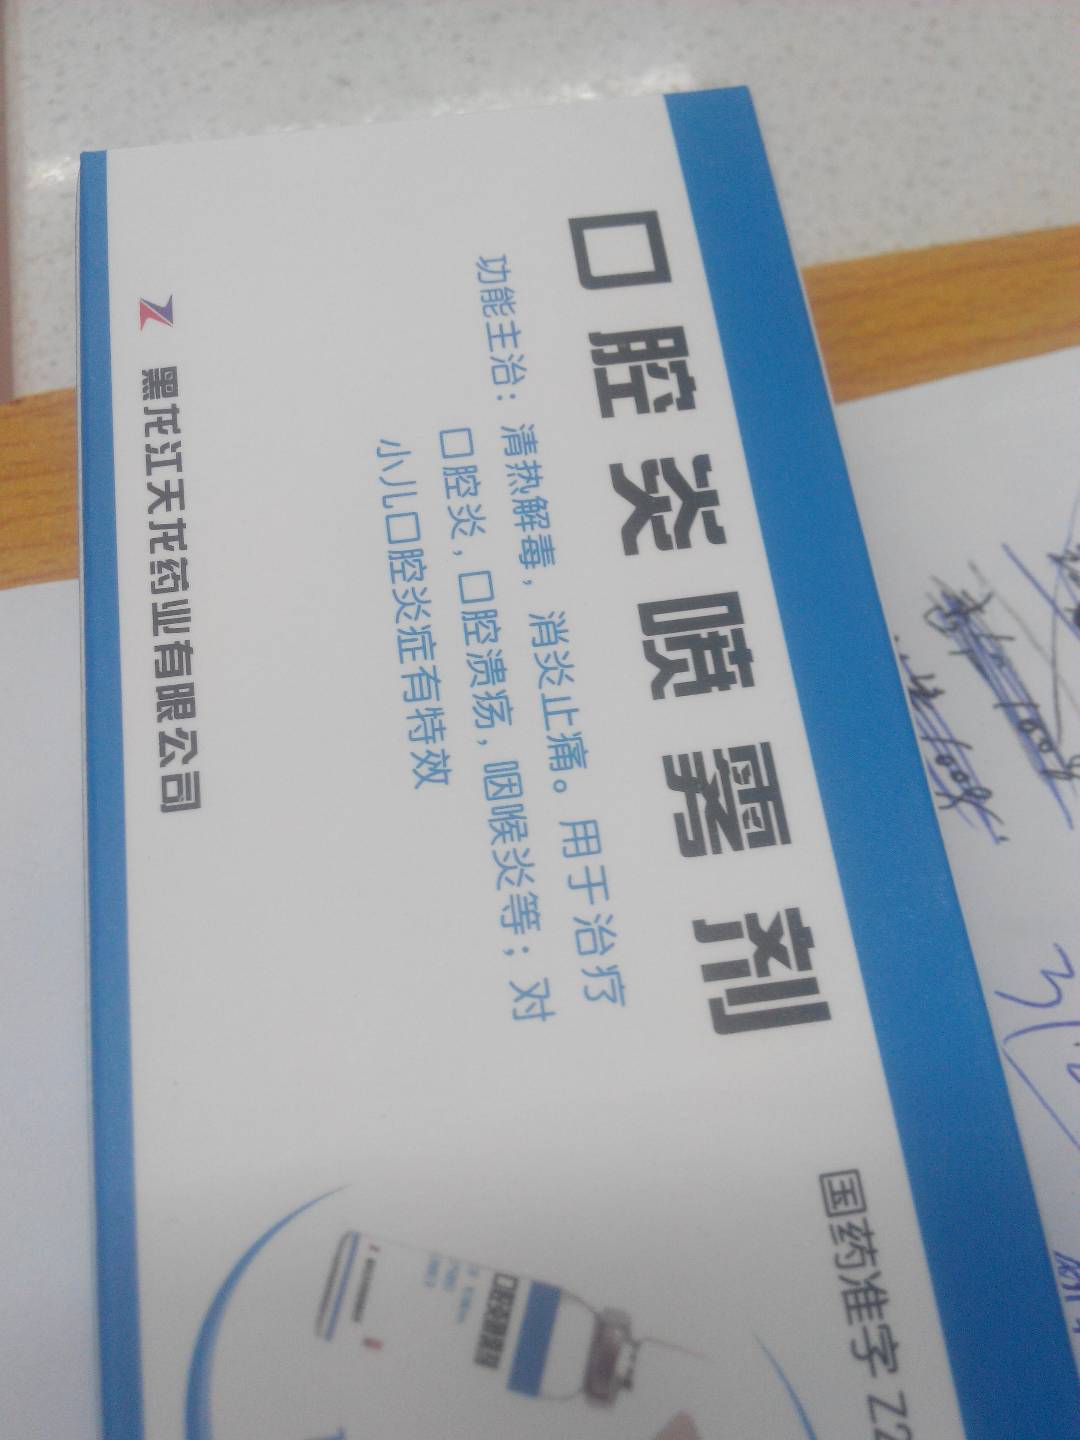 口腔炎喷雾剂
功能主治：清热解毒，消炎止痛。用于治疗
口腔炎，口腔溃疡，咽喉炎等；对
小儿口腔炎症有特效
黑龙江天龙药业有限公司
国药准字 Z2
口腔炎喷雾剂